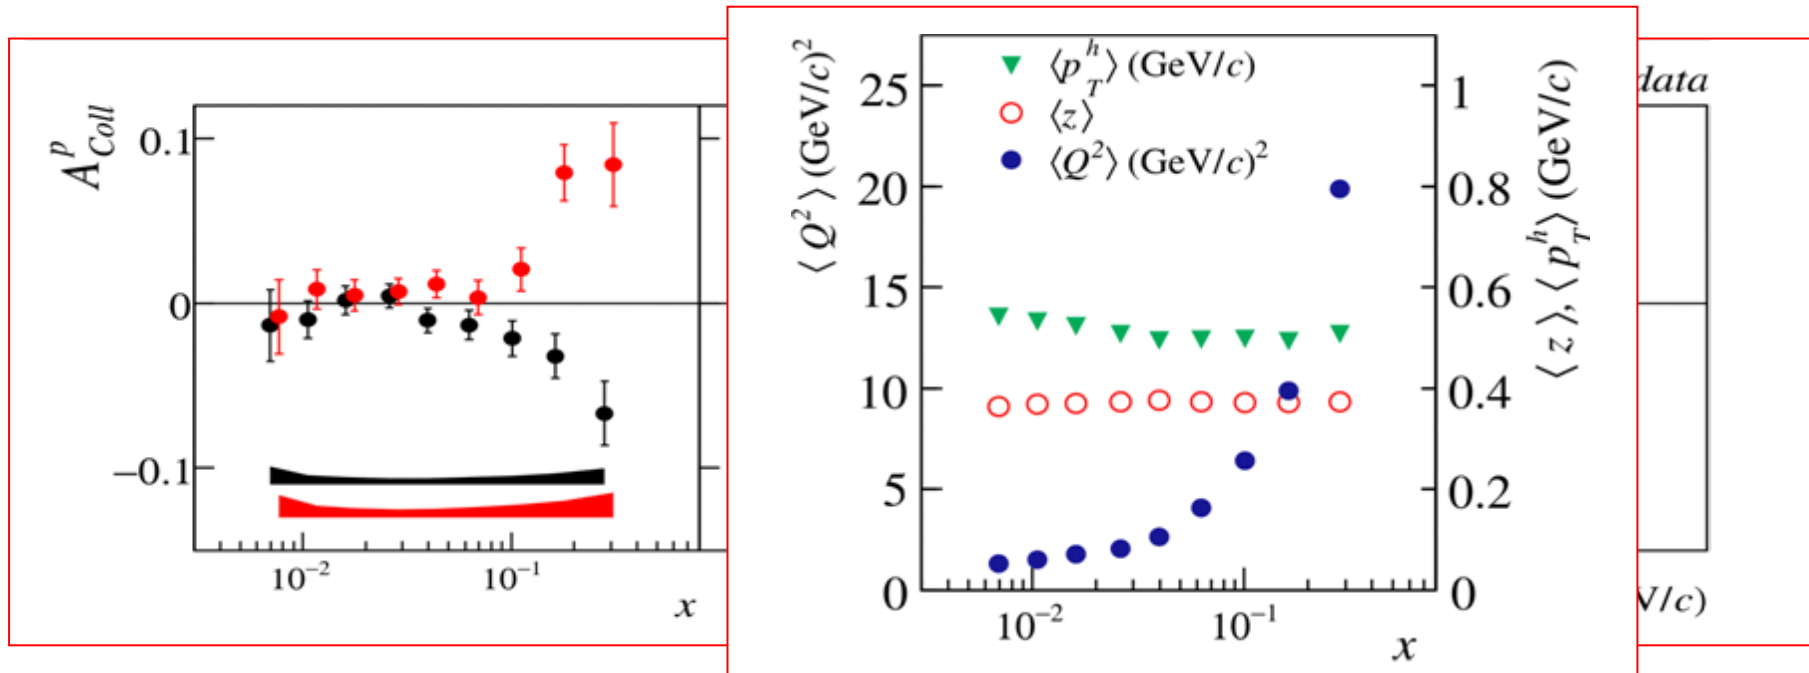 A^p_Coll
0.1
0
−0.1
10^−2
10^−1
x
⟨Q^2⟩ (GeV/c)^2
25
20
15
10
5
0
⟨p_T^h⟩ (GeV/c)
⟨z⟩
⟨Q^2⟩ (GeV/c)^2
10^−2
10^−1
x
1
0.8
0.6
0.4
0.2
0
⟨z⟩, ⟨p_T^h⟩ (GeV/c)
data
V/c)